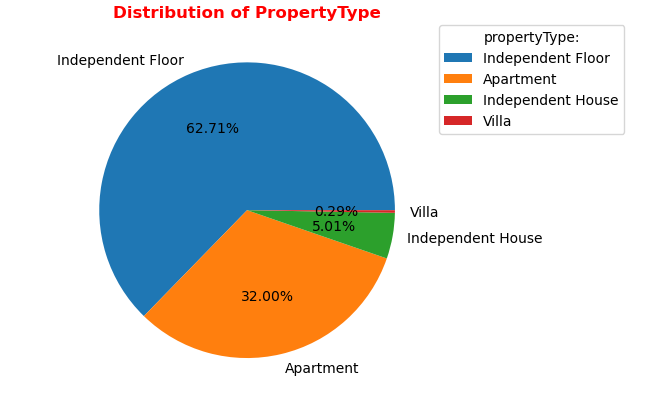 Distribution of PropertyType
propertyType:
Independent Floor
Apartment
Independent House
Villa
Independent Floor
62.71%
0.29%
Villa
5.01%
Independent House
32.00%
Apartment